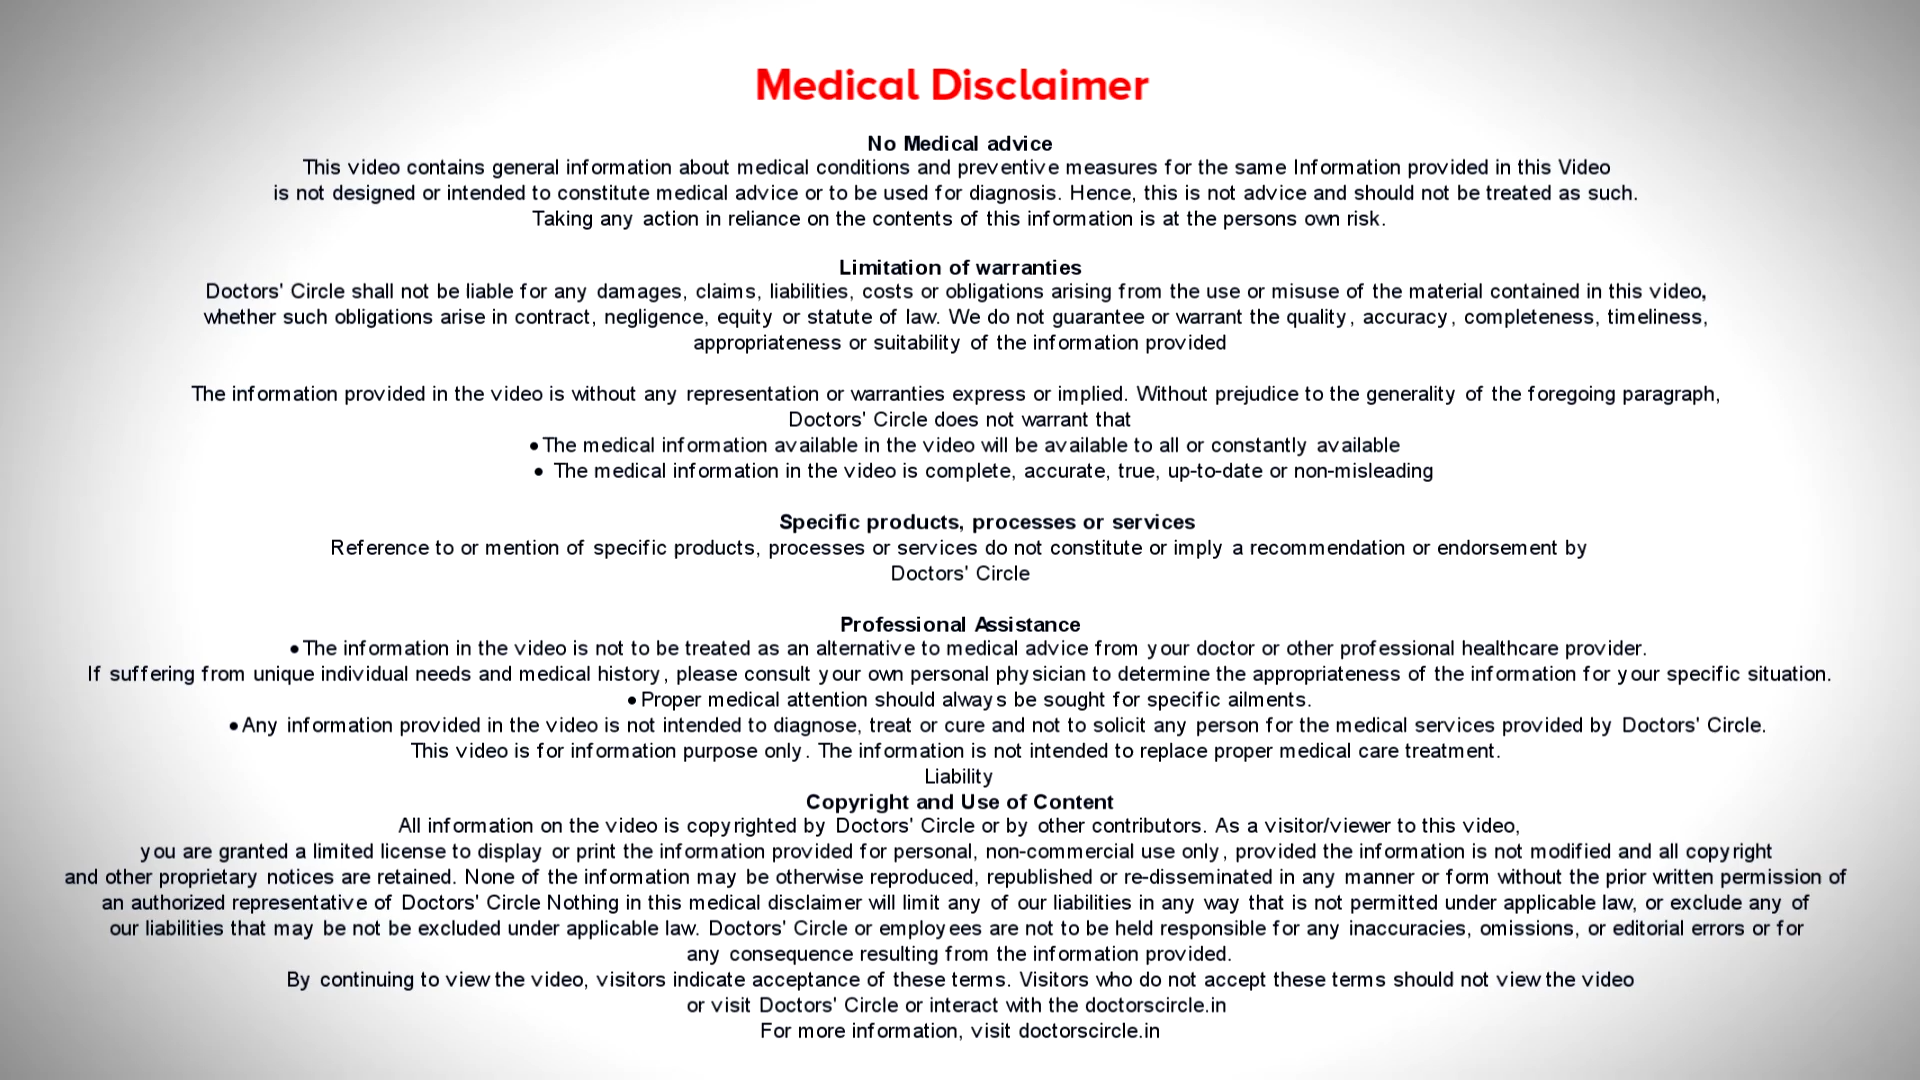 Medical Disclaimer
No Medical advice
This video contains general information about medical conditions and preventive measures for the same Information provided in this Video
is not designed or intended to constitute medical advice or to be used for diagnosis. Hence, this is not advice and should not be treated as such.
Taking any action in reliance on the contents of this information is at the persons own risk.
Limitation of warranties
Doctors' Circle shall not be liable for any damages, claims, liabilities, costs or obligations arising from the use or misuse of the material contained in this video,
whether such obligations arise in contract, negligence, equity or statute of law. We do not guarantee or warrant the quality, accuracy, completeness, timeliness,
appropriateness or suitability of the information provided
The information provided in the video is without any representation or warranties express or implied. Without prejudice to the generality of the foregoing paragraph,
Doctors' Circle does not warrant that
• The medical information available in the video will be available to all or constantly available
• The medical information in the video is complete, accurate, true, up-to-date or non-misleading
Specific products, processes or services
Reference to or mention of specific products, processes or services do not constitute or imply a recommendation or endorsement by
Doctors' Circle
Professional Assistance
• The information in the video is not to be treated as an alternative to medical advice from your doctor or other professional healthcare provider.
If suffering from unique individual needs and medical history, please consult your own personal physician to determine the appropriateness of the information for your specific situation.
• Proper medical attention should always be sought for specific ailments.
• Any information provided in the video is not intended to diagnose, treat or cure and not to solicit any person for the medical services provided by Doctors' Circle.
This video is for information purpose only. The information is not intended to replace proper medical care treatment.
Liability
Copyright and Use of Content
All information on the video is copyrighted by Doctors' Circle or by other contributors. As a visitor/viewer to this video,
you are granted a limited license to display or print the information provided for personal, non-commercial use only, provided the information is not modified and all copyright
and other proprietary notices are retained. None of the information may be otherwise reproduced, republished or re-disseminated in any manner or form without the prior written permission of
an authorized representative of Doctors' Circle Nothing in this medical disclaimer will limit any of our liabilities in any way that is not permitted under applicable law, or exclude any of
our liabilities that may be not be excluded under applicable law. Doctors' Circle or employees are not to be held responsible for any inaccuracies, omissions, or editorial errors or for
any consequence resulting from the information provided.
By continuing to view the video, visitors indicate acceptance of these terms. Visitors who do not accept these terms should not view the video
or visit Doctors' Circle or interact with the doctorscircle.in
For more information, visit doctorscircle.in